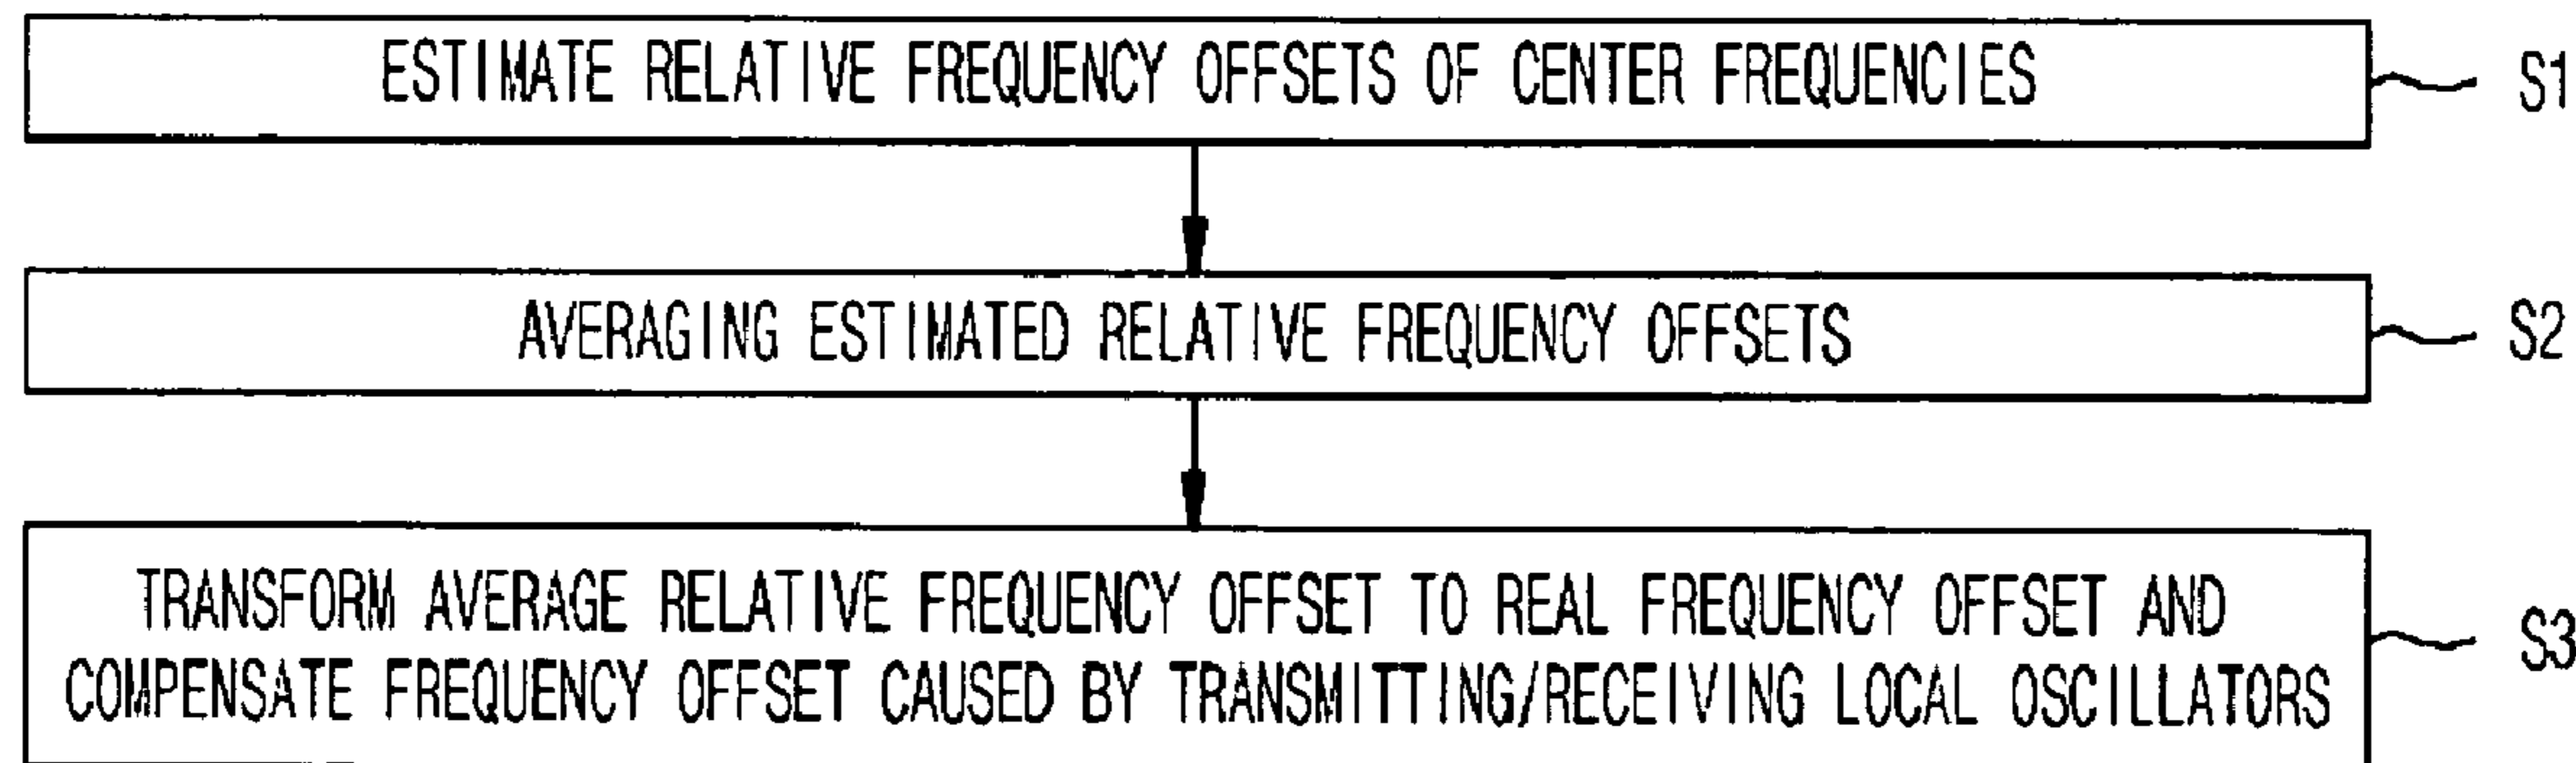 ESTIMATE RELATIVE FREQUENCY OFFSETS OF CENTER FREQUENCIES
S1
AVERAGING ESTIMATED RELATIVE FREQUENCY OFFSETS
S2
TRANSFORM AVERAGE RELATIVE FREQUENCY OFFSET TO REAL FREQUENCY OFFSET AND
COMPENSATE FREQUENCY OFFSET CAUSED BY TRANSMITTING/RECEIVING LOCAL OSCILLATORS
S3